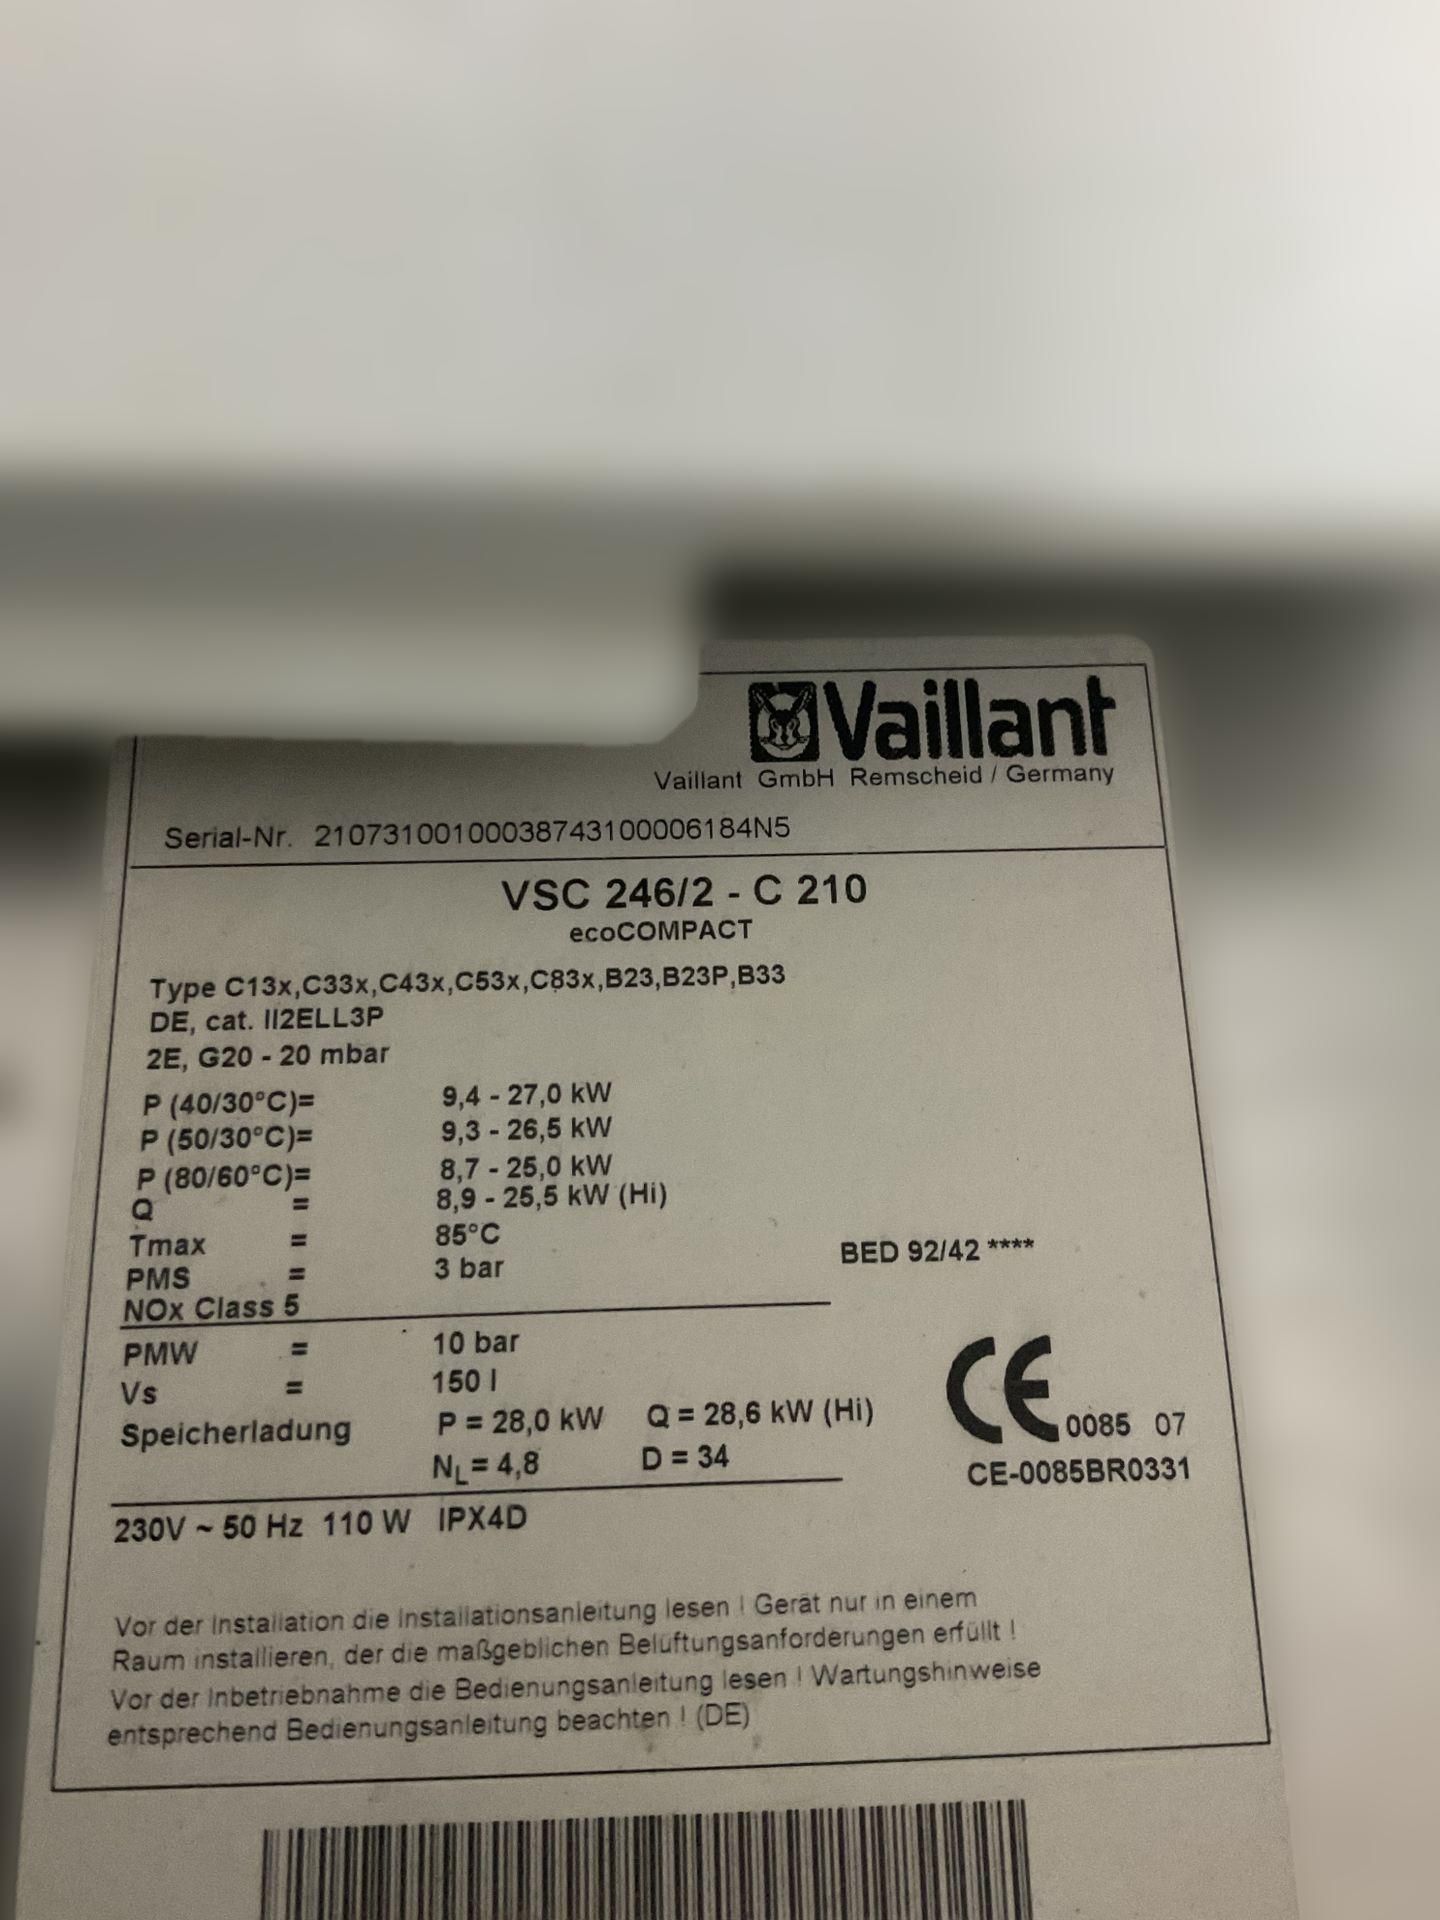 Vaillant
Vaillant GmbH Remscheid / Germany
Serial-Nr. 21073100100038743100006184N5
VSC 246/2 - C 210
ecoCOMPACT
Type C13x,C33x,C43x,C53x,C83x,B23,B23P,B33
DE, cat. II2ELL3P
2E, G20 - 20 mbar
P (40/30°C)= 9,4 - 27,0 kW
P (50/30°C)= 9,3 - 26,5 kW
P (80/60°C)= 8,7 - 25,0 kW
Q = 8,9 - 25,5 kW (Hi)
Tmax = 85°C
BED 92/42 ****
PMS = 3 bar
NOx Class 5
PMW = 10 bar
Vs = 150 l
Speicherladung P = 28,0 kW Q = 28,6 kW (Hi)
NL = 4,8 D = 34
CE 0085 07
CE-0085BR0331
230V ~ 50 Hz 110 W IPX4D
Vor der Installation die Installationsanleitung lesen ! Gerät nur in einem
Raum installieren, der die maßgeblichen Belüftungsanforderungen erfüllt !
Vor der Inbetriebnahme die Bedienungsanleitung lesen ! Wartungshinweise
entsprechend Bedienungsanleitung beachten ! (DE)